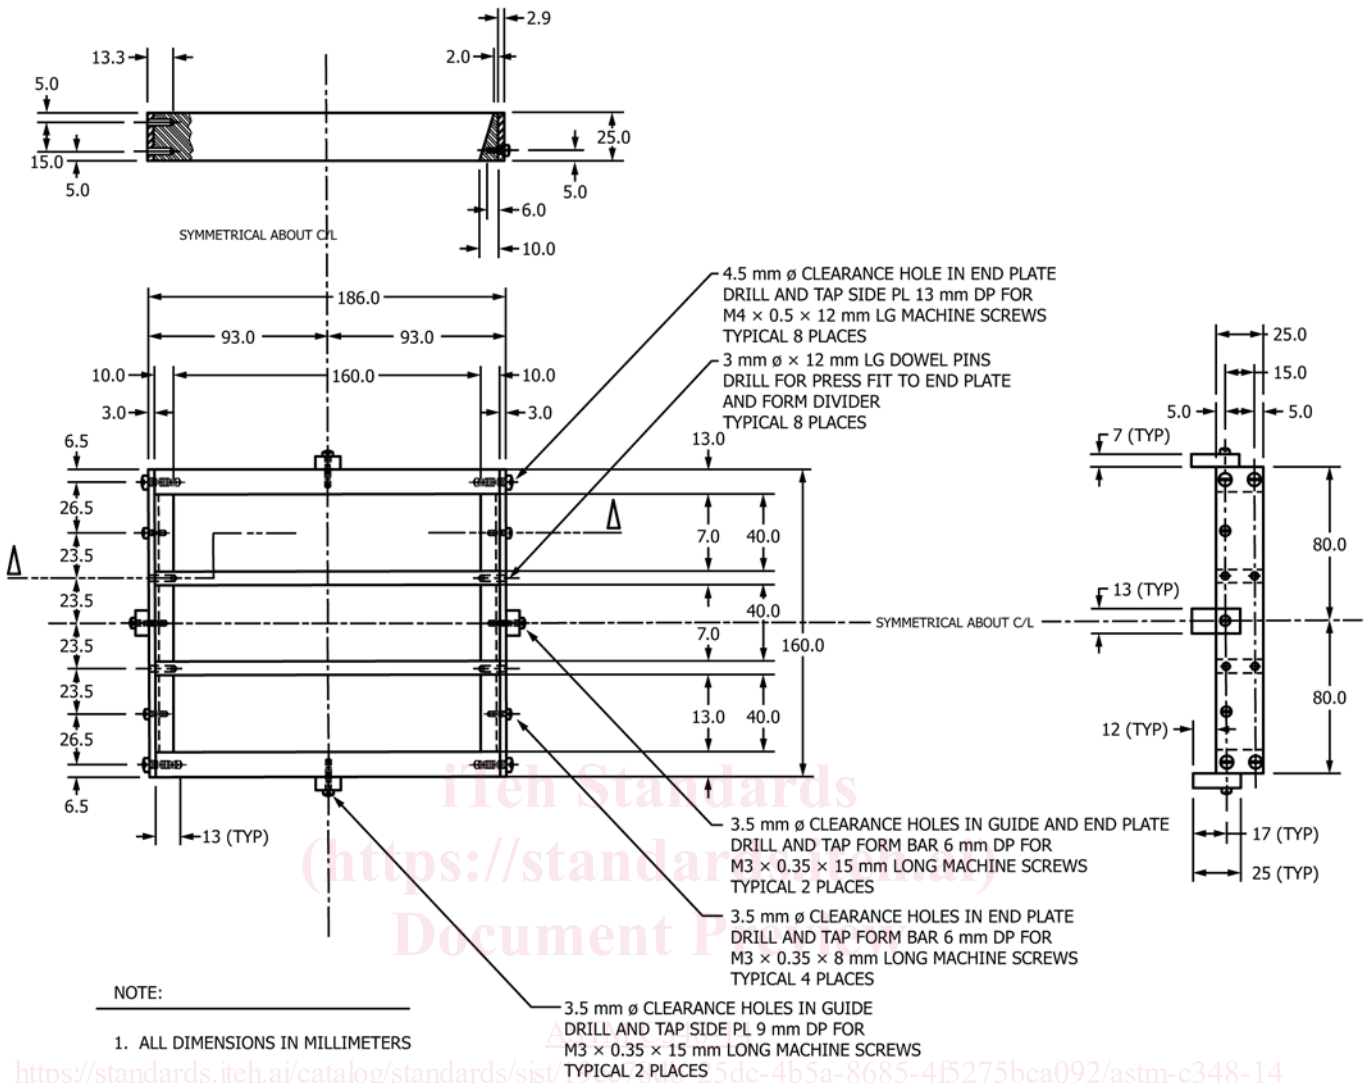 2.9
13.3
2.0
5.0
25.0
15.0
5.0
5.0
6.0
SYMMETRICAL ABOUT C/L
10.0
4.5 mm ø CLEARANCE HOLE IN END PLATE
DRILL AND TAP SIDE PL 13 mm DP FOR
M4 × 0.5 × 12 mm LG MACHINE SCREWS
TYPICAL 8 PLACES
186.0
93.0
93.0
25.0
3 mm ø × 12 mm LG DOWEL PINS
DRILL FOR PRESS FIT TO END PLATE
AND FORM DIVIDER
TYPICAL 8 PLACES
10.0
160.0
10.0
15.0
3.0
3.0
5.0
5.0
6.5
13.0
7 (TYP)
26.5
7.0
40.0
80.0
23.5
23.5
40.0
13 (TYP)
SYMMETRICAL ABOUT C/L
7.0
160.0
23.5
23.5
80.0
13.0
40.0
12 (TYP)
26.5
6.5
iTeh Standards
13 (TYP)
17 (TYP)
25 (TYP)
3.5 mm ø CLEARANCE HOLES IN GUIDE AND END PLATE
DRILL AND TAP FORM BAR 6 mm DP FOR
M3 × 0.35 × 15 mm LONG MACHINE SCREWS
TYPICAL 2 PLACES
(https://standards.iteh.ai)
3.5 mm ø CLEARANCE HOLES IN END PLATE
DRILL AND TAP FORM BAR 6 mm DP FOR
M3 × 0.35 × 8 mm LONG MACHINE SCREWS
TYPICAL 4 PLACES
Document Preview
NOTE:
1. ALL DIMENSIONS IN MILLIMETERS
3.5 mm ø CLEARANCE HOLES IN GUIDE
DRILL AND TAP SIDE PL 9 mm DP FOR
M3 × 0.35 × 15 mm LONG MACHINE SCREWS
TYPICAL 2 PLACES